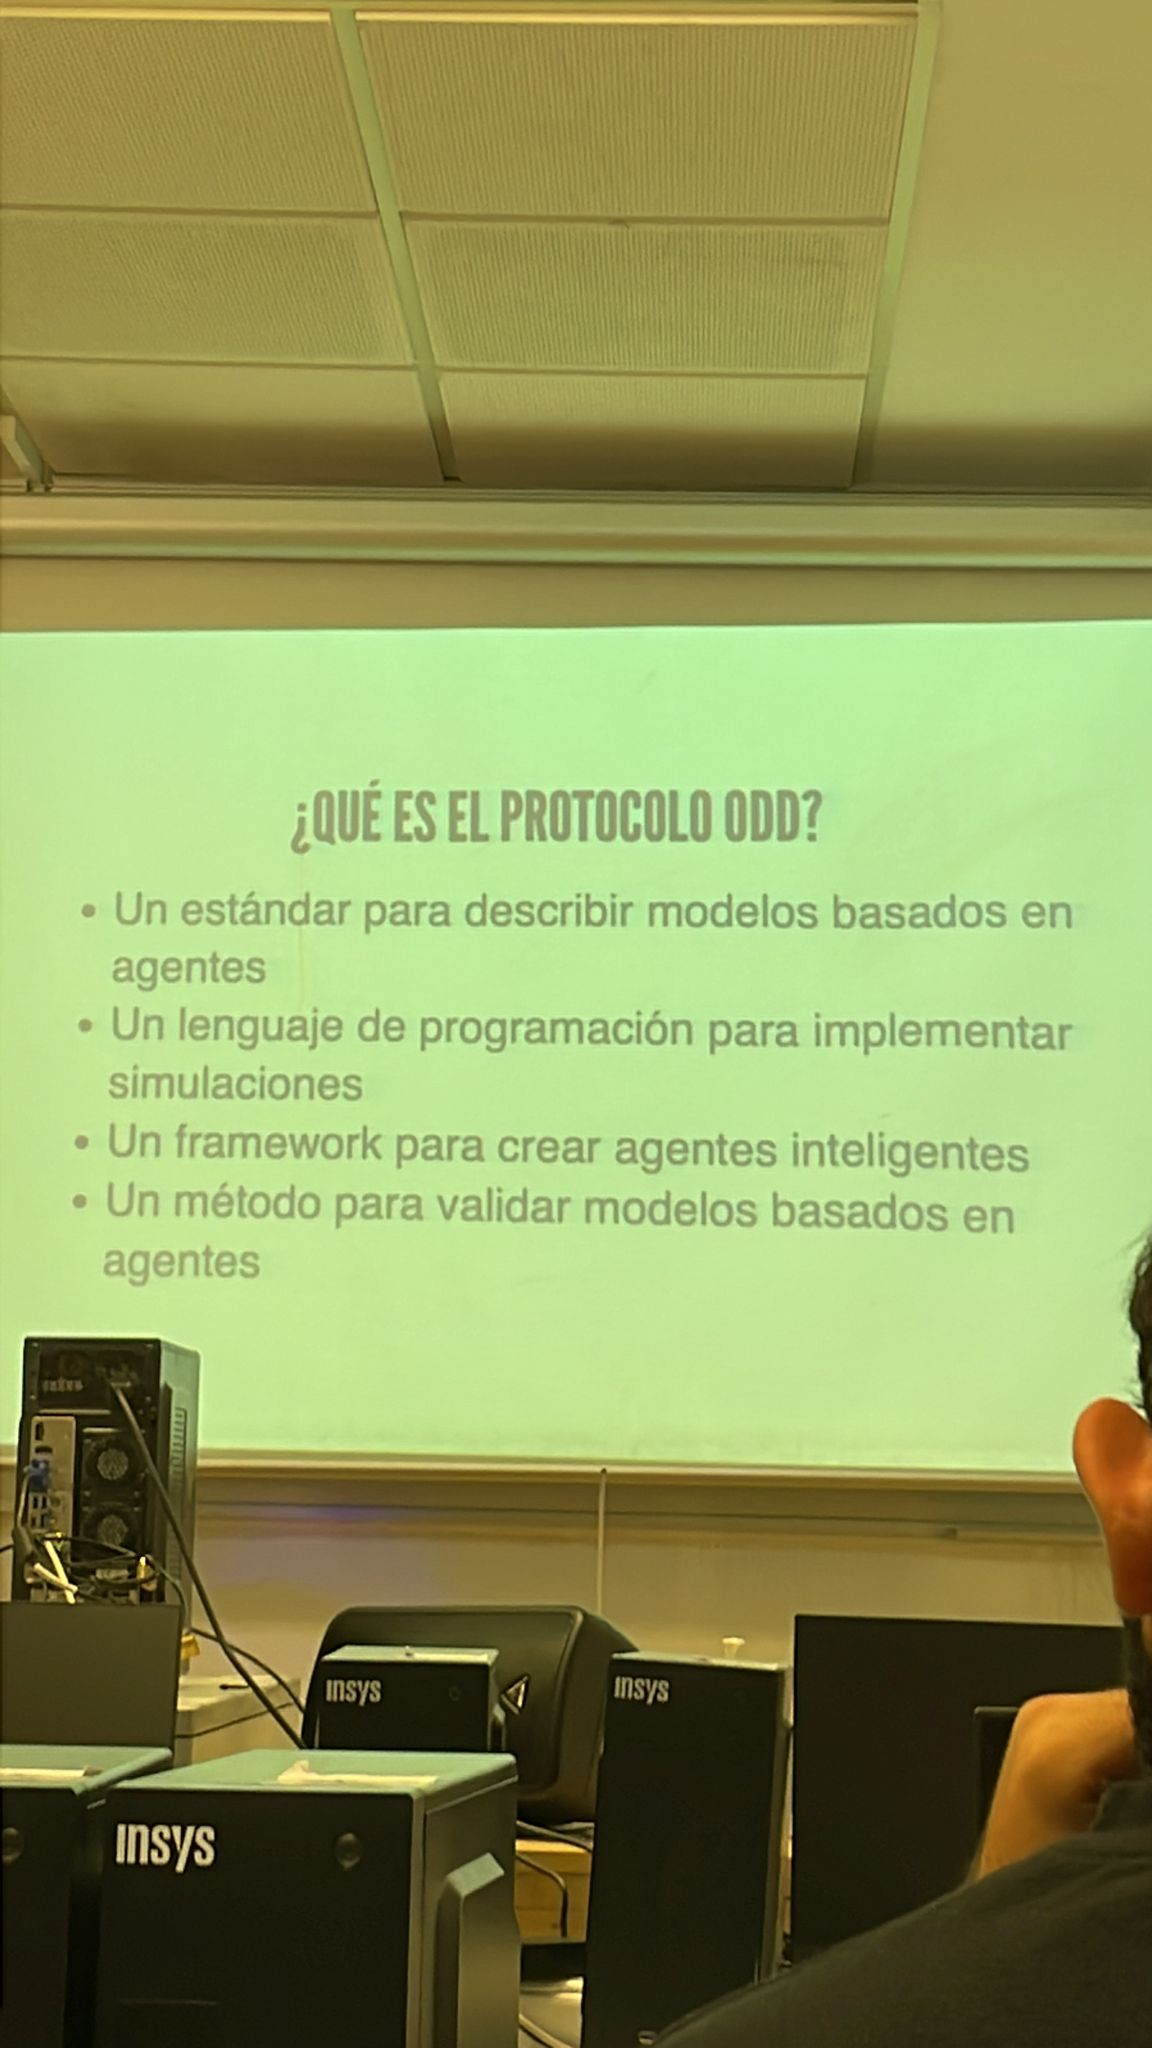 ¿QUÉ ES EL PROTOCOLO ODD?
• Un estándar para describir modelos basados en
agentes
• Un lenguaje de programación para implementar
simulaciones
• Un framework para crear agentes inteligentes
• Un método para validar modelos basados en
agentes
insys
insys
insys